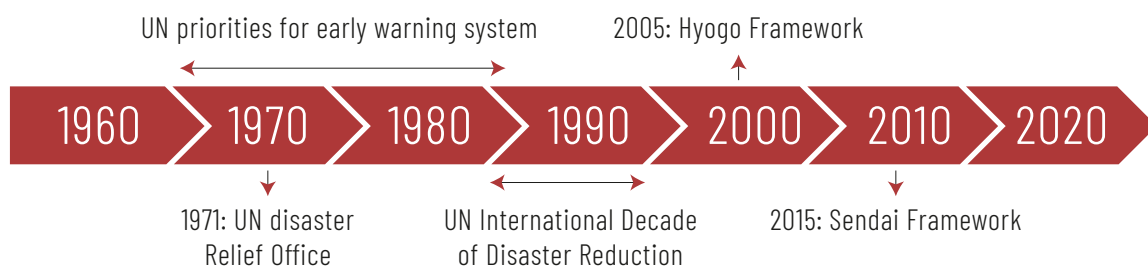 UN priorities for early warning system
2005: Hyogo Framework
1960
1970
1980
1990
2000
2010
2020
1971: UN disaster
Relief Office
UN International Decade
of Disaster Reduction
2015: Sendai Framework